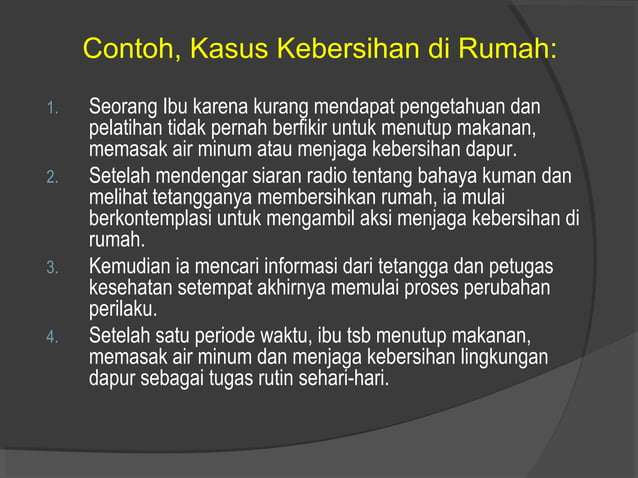 Contoh, Kasus Kebersihan di Rumah:
1. Seorang Ibu karena kurang mendapat pengetahuan dan
pelatihan tidak pernah berfikir untuk menutup makanan,
memasak air minum atau menjaga kebersihan dapur.
2. Setelah mendengar siaran radio tentang bahaya kuman dan
melihat tetangganya membersihkan rumah, ia mulai
berkontemplasi untuk mengambil aksi menjaga kebersihan di
rumah.
3. Kemudian ia mencari informasi dari tetangga dan petugas
kesehatan setempat akhirnya memulai proses perubahan
perilaku.
4. Setelah satu periode waktu, ibu tsb menutup makanan,
memasak air minum dan menjaga kebersihan lingkungan
dapur sebagai tugas rutin sehari-hari.